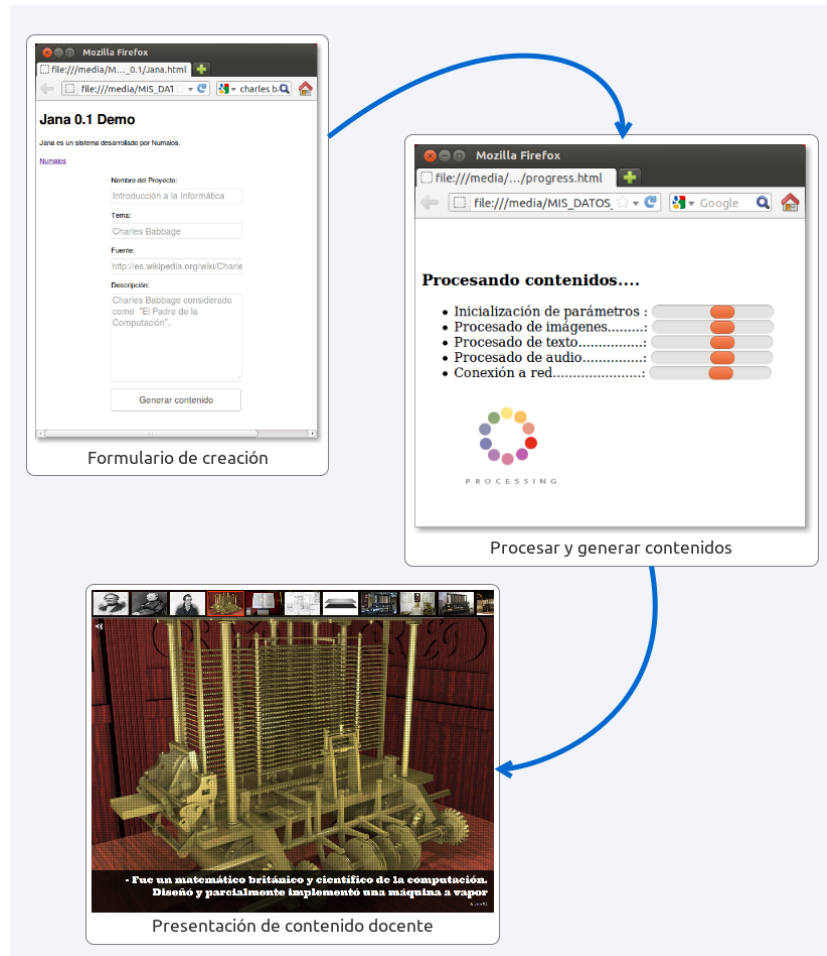 Mozilla Firefox
file:///media/M..._0.1/Jana.html
file:///media/MIS_DAT
charles b
Jana 0.1 Demo
Jana es un sistema desarrollado por Numalos.
Numalos
Nombre del Proyecto:
Introducción a la Informática
Tema:
Charles Babbage
Fuente:
http://es.wikipedia.org/wiki/Charle
Descripción:
Charles Babbage considerado
como "El Padre de la
Computación".
Generar contenido
Formulario de creación
Mozilla Firefox
file:///media/.../progress.html
file:///media/MIS_DATOS_
Google
Procesando contenidos....
• Inicialización de parámetros :
• Procesado de imágenes.........:
• Procesado de texto................:
• Procesado de audio...............:
• Conexión a red......................:
PROCESSING
Procesar y generar contenidos
- Fue un matemático británico y científico de la computación.
Diseñó y parcialmente implementó una máquina a vapor
Presentación de contenido docente